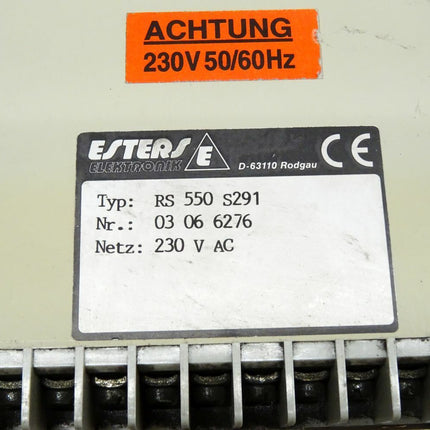 ACHTUNG
230V 50/60Hz
ESTERS
ELEKTRONIK
E
D-63110 Rodgau
CE
Typ: RS 550 S291
Nr.: 03 06 6276
Netz: 230 V AC